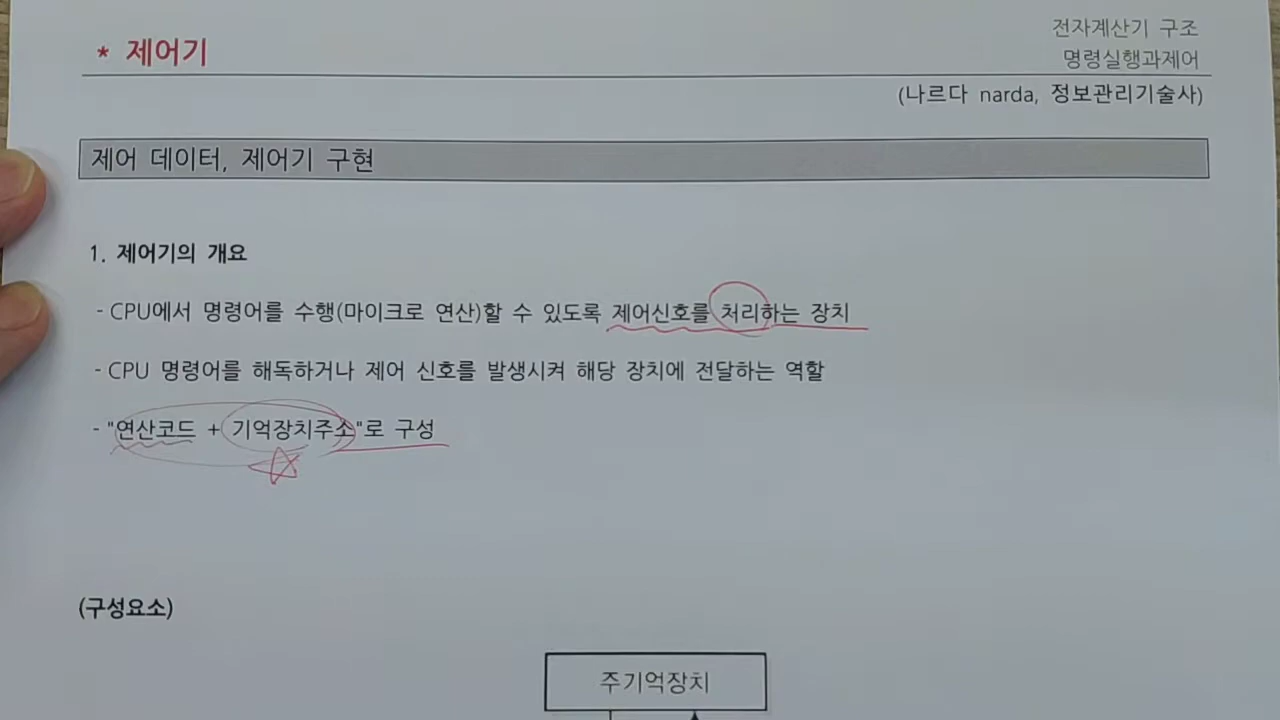 * 제어기
전자계산기 구조
명령실행과제어
(나르다 narda, 정보관리기술사)
제어 데이터, 제어기 구현
1. 제어기의 개요
- CPU에서 명령어를 수행(마이크로 연산)할 수 있도록 제어신호를 처리하는 장치
- CPU 명령어를 해독하거나 제어 신호를 발생시켜 해당 장치에 전달하는 역할
- "연산코드 + 기억장치주소"로 구성
(구성요소)
주기억장치